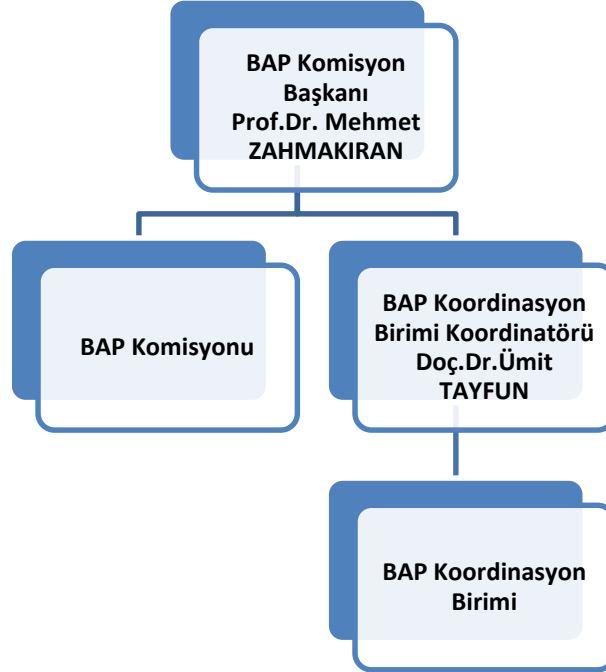 BAP Komisyon
Başkanı
Prof.Dr. Mehmet
ZAHMAKIRAN
BAP Komisyonu
BAP Koordinasyon
Birimi Koordinatörü
Doç.Dr.Ümit
TAYFUN
BAP Koordinasyon
Birimi